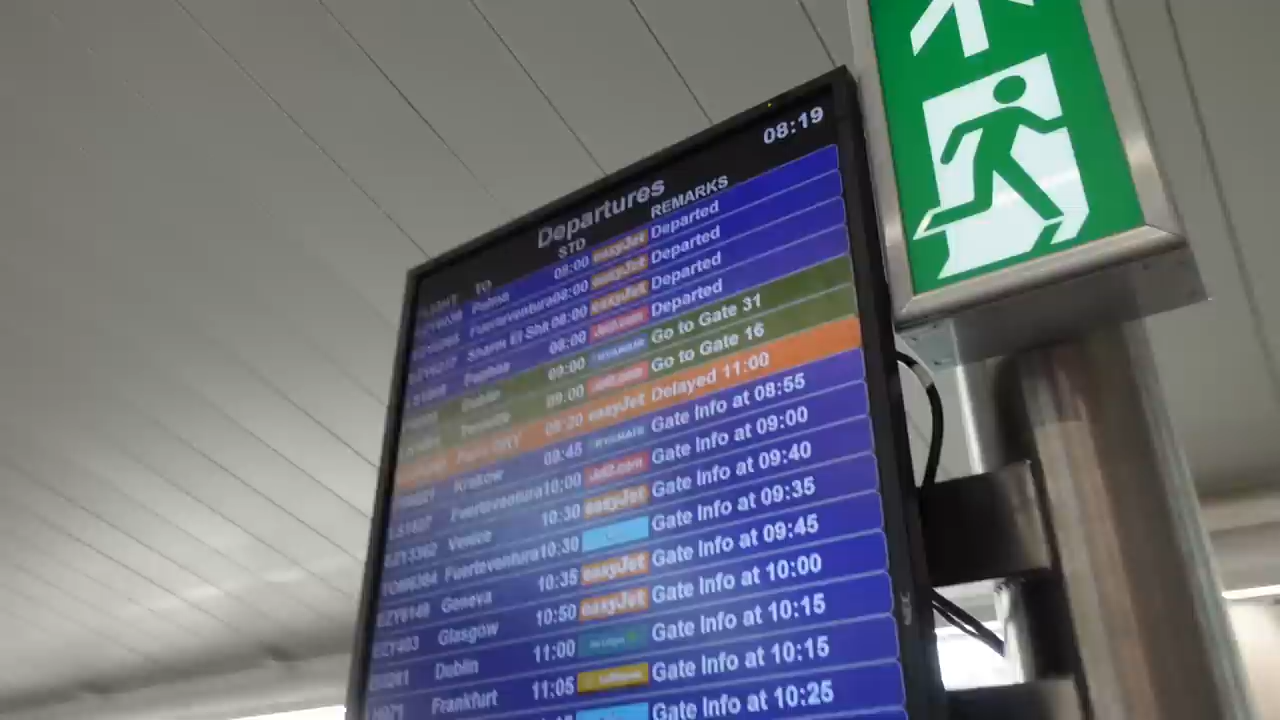 08:19
Departures
FLIGHT TO STD REMARKS
Palma 08:00 easyJet Departed
Fuerteventura 08:00 easyJet Departed
Sharm El-Sh 08:00 easyJet Departed
08:00 Jet2.com Departed
Dublin 09:00 RYANAIR Go to Gate 31
Tenerife 09:00 Jet2.com Go to Gate 16
easyJet Delayed 11:00
Krakow 09:45 RYANAIR Gate Info at 08:55
LS1607 Fuerteventura 10:00 Jet2.com Gate Info at 09:00
Venice 10:30 easyJet Gate Info at 09:40
Fuerteventura 10:30 Gate Info at 09:35
Geneva 10:35 easyJet Gate Info at 09:45
EZY403 Glasgow 10:50 easyJet Gate Info at 10:00
Dublin 11:00 Gate Info at 10:15
Frankfurt 11:05 Lufthansa Gate Info at 10:15
Gate Info at 10:25